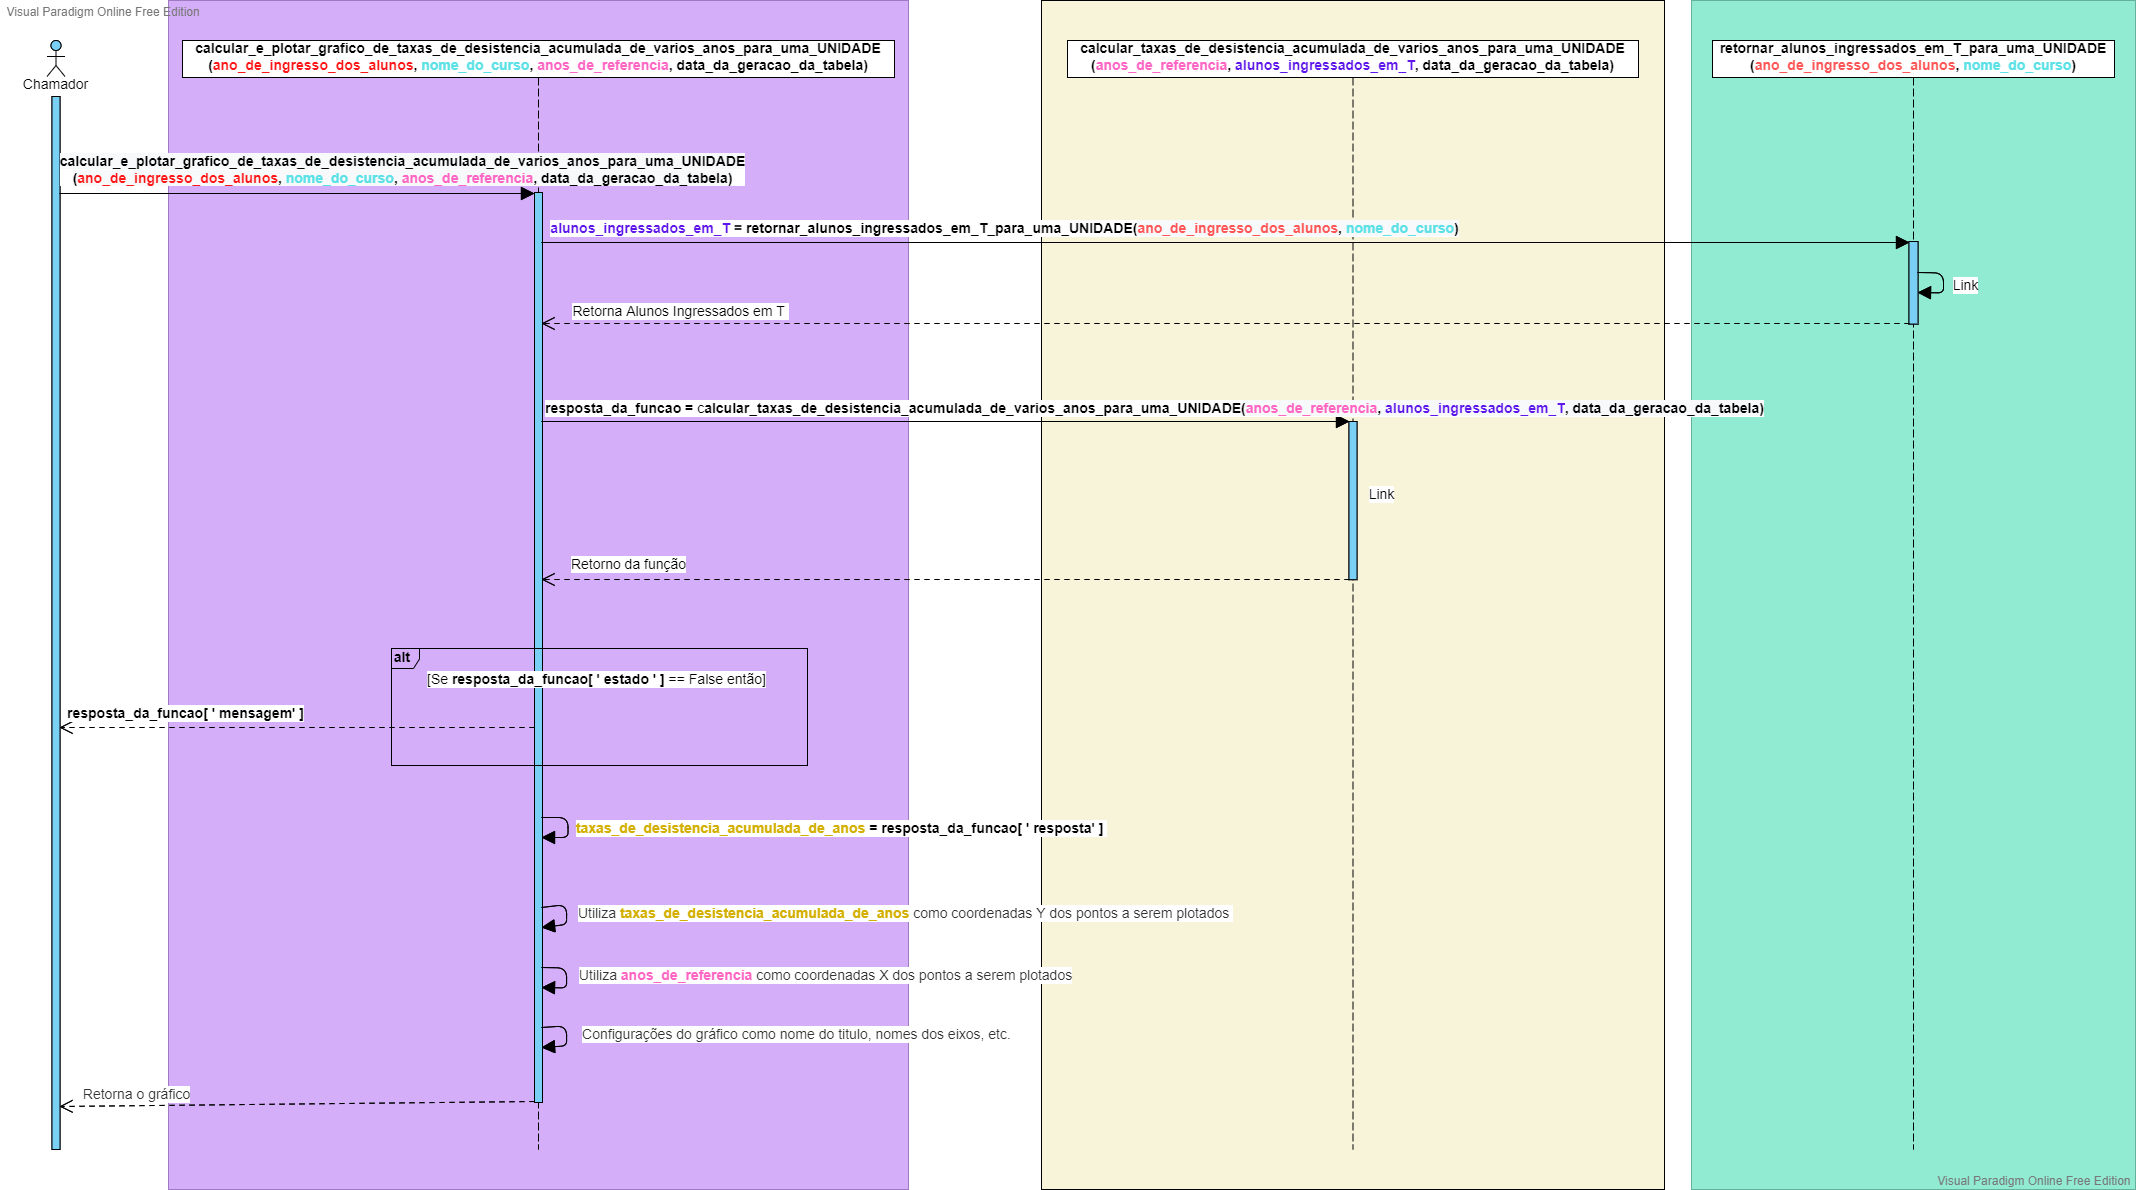 Visual Paradigm Online Free Edition
Chamador
calcular_e_plotar_grafico_de_taxas_de_desistencia_acumulada_de_varios_anos_para_uma_UNIDADE
(ano_de_ingresso_dos_alunos, nome_do_curso, anos_de_referencia, data_da_geracao_da_tabela)
calcular_taxas_de_desistencia_acumulada_de_varios_anos_para_uma_UNIDADE
(anos_de_referencia, alunos_ingressados_em_T, data_da_geracao_da_tabela)
retornar_alunos_ingressados_em_T_para_uma_UNIDADE
(ano_de_ingresso_dos_alunos, nome_do_curso)
calcular_e_plotar_grafico_de_taxas_de_desistencia_acumulada_de_varios_anos_para_uma_UNIDADE
(ano_de_ingresso_dos_alunos, nome_do_curso, anos_de_referencia, data_da_geracao_da_tabela)
alunos_ingressados_em_T = retornar_alunos_ingressados_em_T_para_uma_UNIDADE(ano_de_ingresso_dos_alunos, nome_do_curso)
Link
Retorna Alunos Ingressados em T
resposta_da_funcao = calcular_taxas_de_desistencia_acumulada_de_varios_anos_para_uma_UNIDADE(anos_de_referencia, alunos_ingressados_em_T, data_da_geracao_da_tabela)
Link
Retorno da função
alt
[Se resposta_da_funcao[ ' estado ' ] == False então]
resposta_da_funcao[ ' mensagem' ]
taxas_de_desistencia_acumulada_de_anos = resposta_da_funcao[ ' resposta' ]
Utiliza taxas_de_desistencia_acumulada_de_anos como coordenadas Y dos pontos a serem plotados
Utiliza anos_de_referencia como coordenadas X dos pontos a serem plotados
Configurações do gráfico como nome do titulo, nomes dos eixos, etc.
Retorna o gráfico
Visual Paradigm Online Free Edition